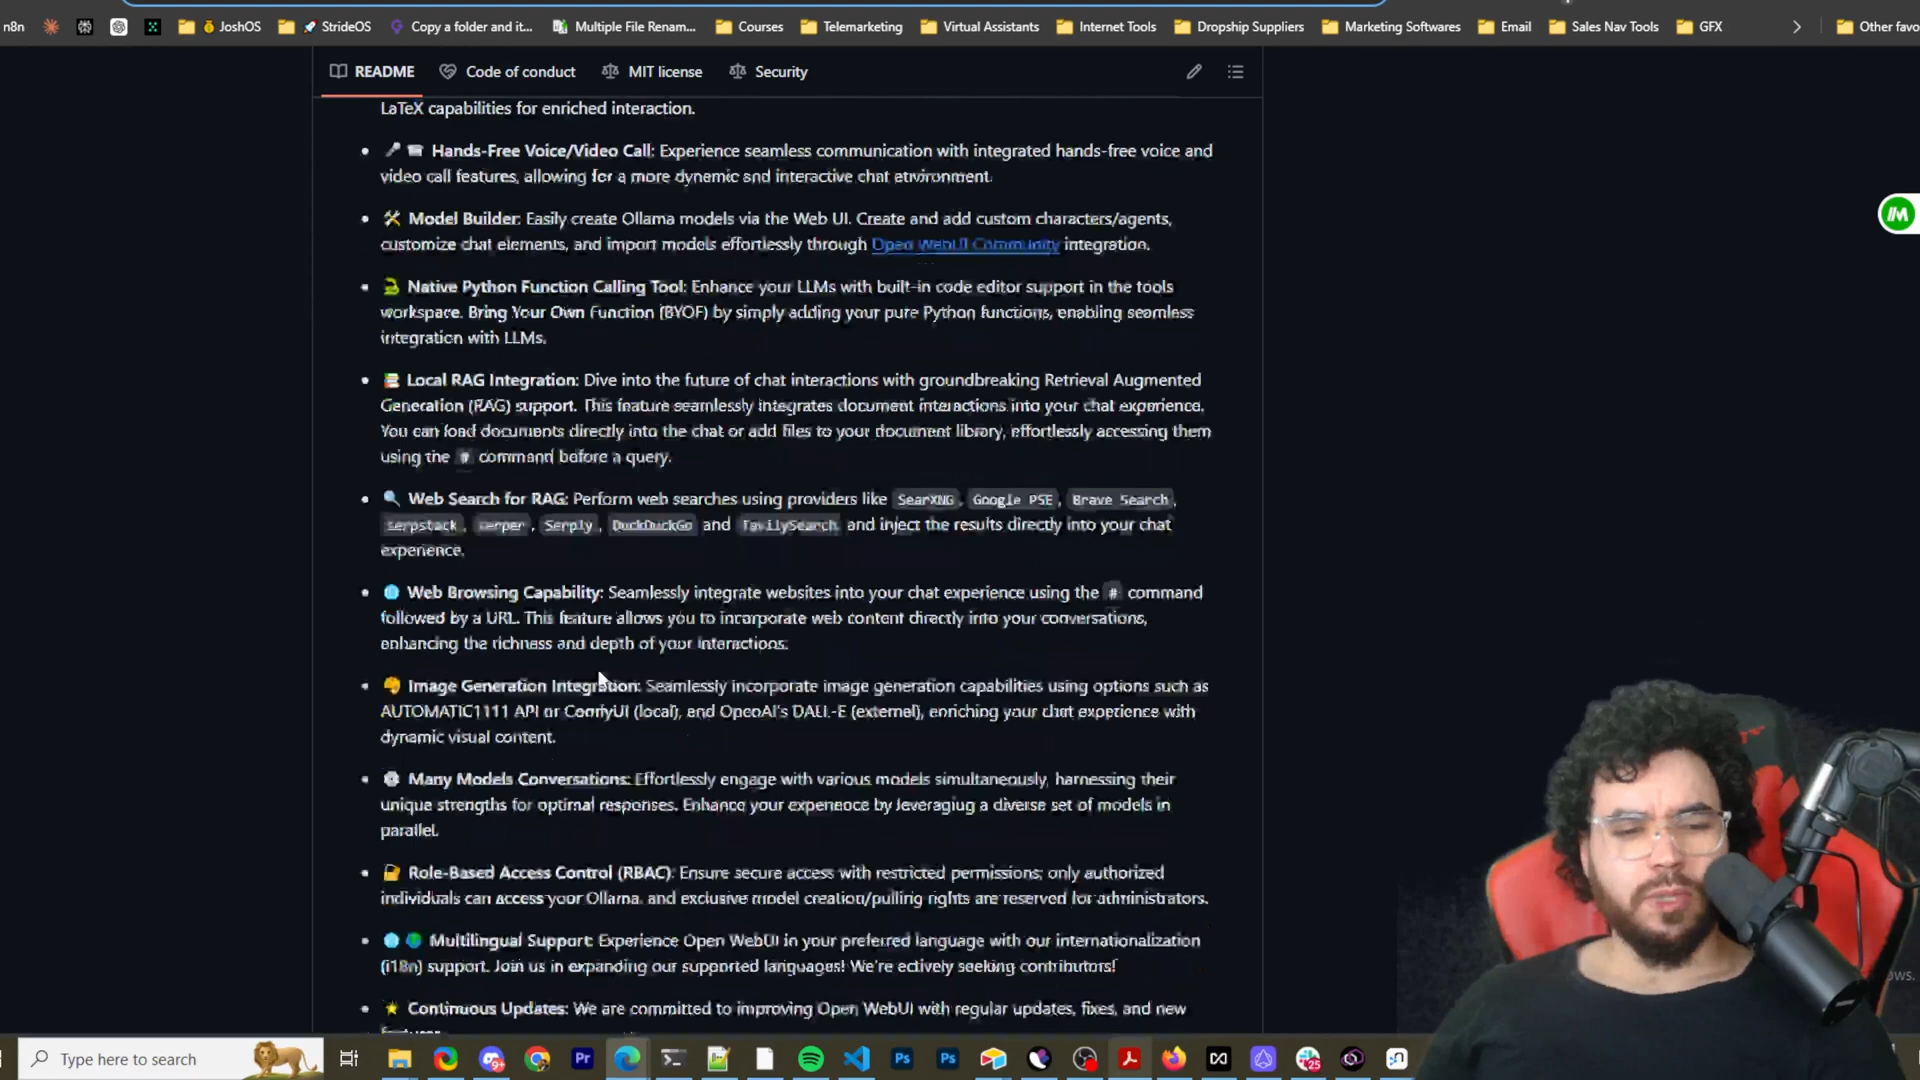 n8n JoshOS StrideOS Copy a folder and it... Multiple File Renam... Courses Telemarketing Virtual Assistants Internet Tools Dropship Suppliers Marketing Softwares Email Sales Nav Tools GFX Other favo
README Code of conduct MIT license Security
LaTeX capabilities for enriched interaction.
Hands-Free Voice/Video Call: Experience seamless communication with integrated hands-free voice and
video call features, allowing for a more dynamic and interactive chat environment.
Model Builder: Easily create Ollama models via the Web UI. Create and add custom characters/agents,
customize chat elements, and import models effortlessly through Open WebUI Community integration.
Native Python Function Calling Tool: Enhance your LLMs with built-in code editor support in the tools
workspace. Bring Your Own Function (BYOF) by simply adding your pure Python functions, enabling seamless
integration with LLMs.
Local RAG Integration: Dive into the future of chat interactions with groundbreaking Retrieval Augmented
Generation (RAG) support. This feature seamlessly integrates document interactions into your chat experience.
You can load documents directly into the chat or add files to your document library, effortlessly accessing them
using the # command before a query.
Web Search for RAG: Perform web searches using providers like SearXNG, Google PSE, Brave Search,
serpstack, serper, Serply, DuckDuckGo and TavilySearch and inject the results directly into your chat
experience.
Web Browsing Capability: Seamlessly integrate websites into your chat experience using the # command
followed by a URL. This feature allows you to incorporate web content directly into your conversations,
enhancing the richness and depth of your interactions.
Image Generation Integration: Seamlessly incorporate image generation capabilities using options such as
AUTOMATIC1111 API or ComfyUI (local), and OpenAI's DALL-E (external), enriching your chat experience with
dynamic visual content.
Many Models Conversations: Effortlessly engage with various models simultaneously, harnessing their
unique strengths for optimal responses. Enhance your experience by leveraging a diverse set of models in
parallel.
Role-Based Access Control (RBAC): Ensure secure access with restricted permissions; only authorized
individuals can access your Ollama, and exclusive model creation/pulling rights are reserved for administrators.
Multilingual Support: Experience Open WebUI in your preferred language with our internationalization
(i18n) support. Join us in expanding our supported languages! We're actively seeking contributors!
Continuous Updates: We are committed to improving Open WebUI with regular updates, fixes, and new
ows.
Type here to search
Pr
Ps
Ps
25